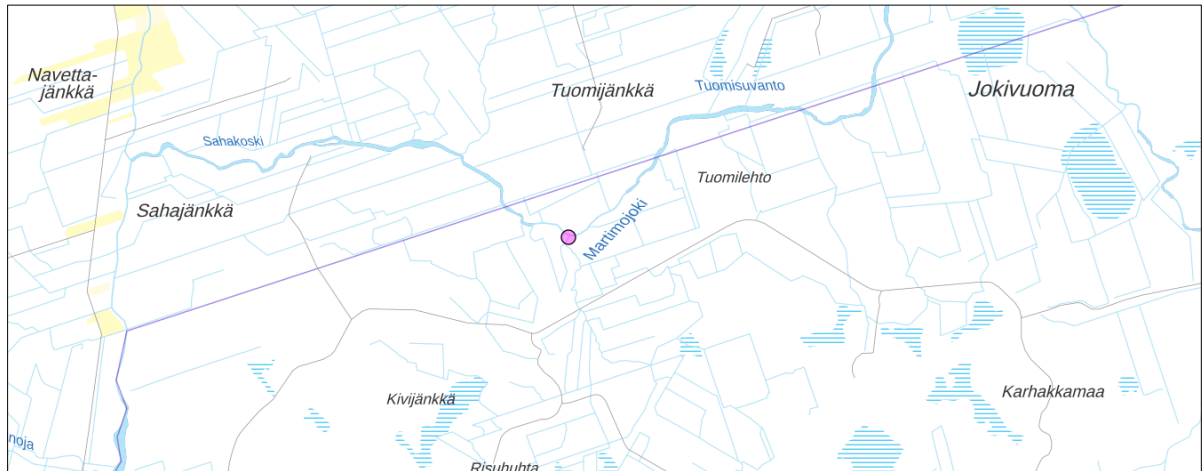 Navetta-
jänkkä
Tuomijänkkä
Tuomisuvanto
Jokivuoma
Sahakoski
Tuomilehto
Sahajänkkä
Martimojoki
Kivijänkkä
Karhakkamaa
noja
Risuhuhta